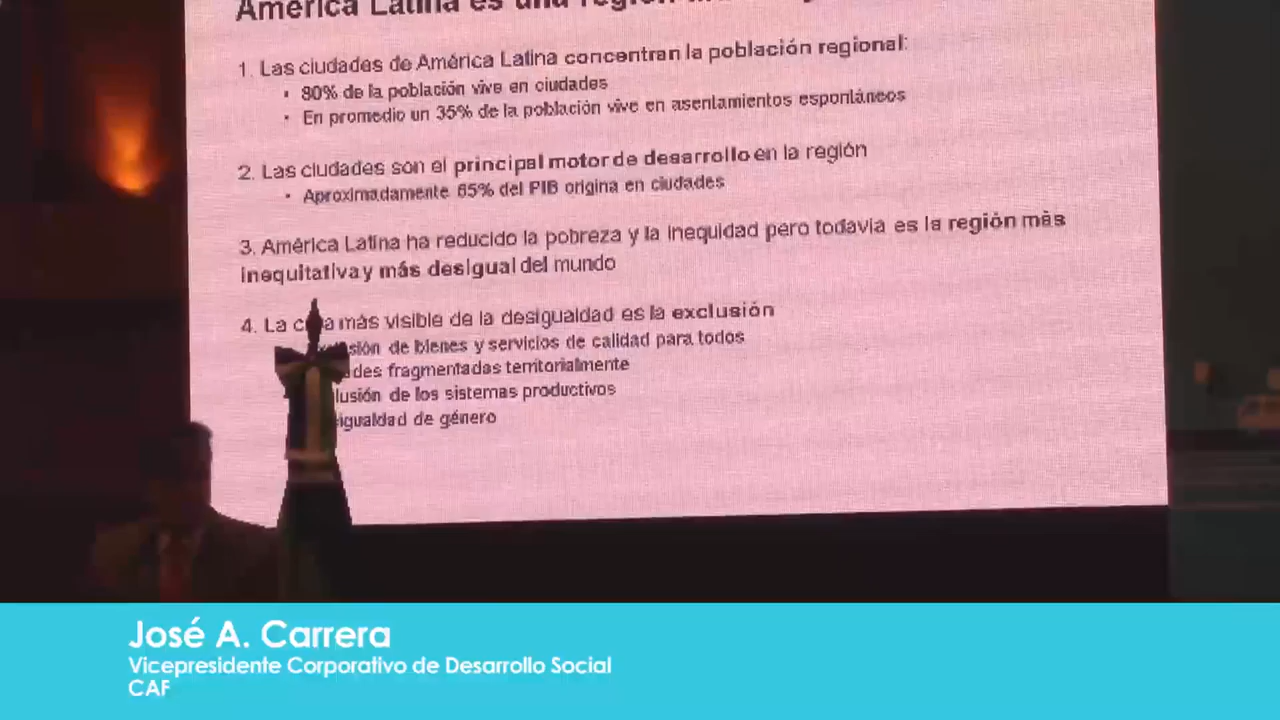 América Latina es una región
1. Las ciudades de América Latina concentran la población regional:
• 80% de la población vive en ciudades
• En promedio un 35% de la población vive en asentamientos espontáneos
2. Las ciudades son el principal motor de desarrollo en la región
• Aproximadamente 65% del PIB origina en ciudades
3. América Latina ha reducido la pobreza y la inequidad pero todavía es la región más
inequitativa y más desigual del mundo
4. La más visible de la desigualdad es la exclusión
de bienes y servicios de calidad para todos
fragmentadas territorialmente
de los sistemas productivos
de género
José A. Carrera
Vicepresidente Corporativo de Desarrollo Social
CAF